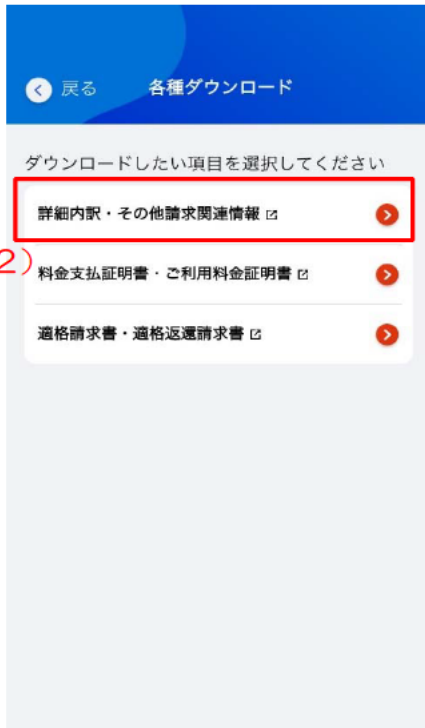 戻る 各種ダウンロード
ダウンロードしたい項目を選択してください
詳細内訳・その他請求関連情報
2)
料金支払証明書・ご利用料金証明書
適格請求書・適格返還請求書